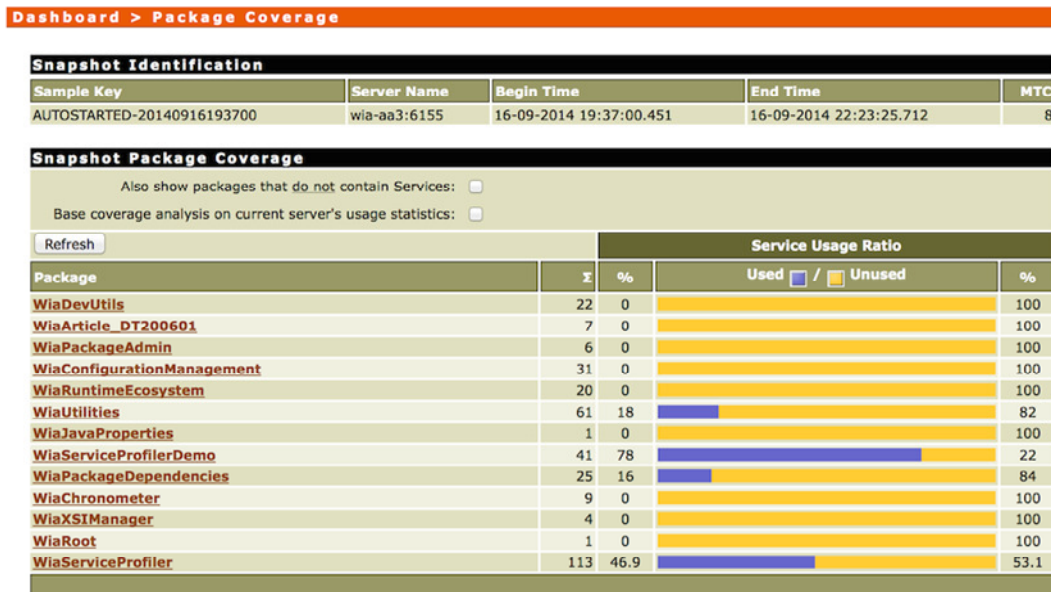 Dashboard > Package Coverage
Snapshot Identification
Sample Key Server Name Begin Time End Time MTC
AUTOSTARTED-20140916193700 wia-aa3:6155 16-09-2014 19:37:00.451 16-09-2014 22:23:25.712 8
Snapshot Package Coverage
Also show packages that do not contain Services:
Base coverage analysis on current server's usage statistics:
Refresh Service Usage Ratio
Package Σ % Used / Unused %
WiaDevUtils 22 0 100
WiaArticle_DT200601 7 0 100
WiaPackageAdmin 6 0 100
WiaConfigurationManagement 31 0 100
WiaRuntimeEcosystem 20 0 100
WiaUtilities 61 18 82
WiaJavaProperties 1 0 100
WiaServiceProfilerDemo 41 78 22
WiaPackageDependencies 25 16 84
WiaChronometer 9 0 100
WiaXSIManager 4 0 100
WiaRoot 1 0 100
WiaServiceProfiler 113 46.9 53.1